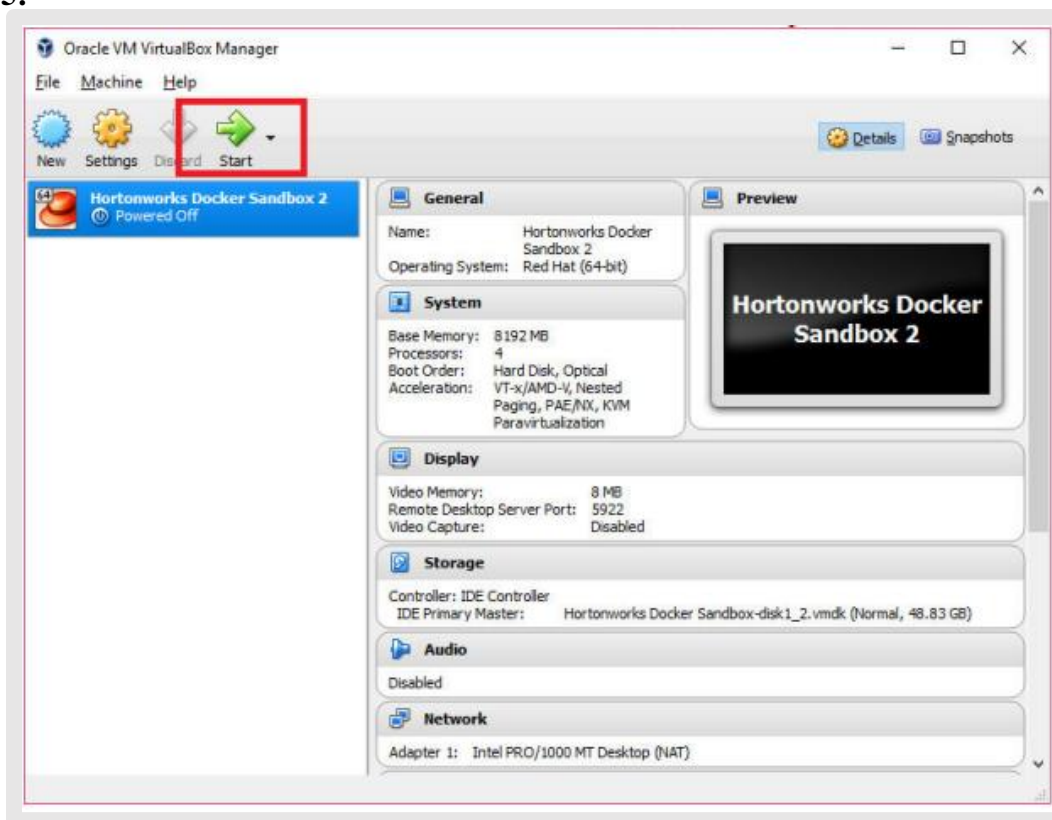 Oracle VM VirtualBox Manager
File Machine Help
New Settings Discard Start
Details Snapshots
64
Hortonworks Docker Sandbox 2
Powered Off
General
Name: Hortonworks Docker
Sandbox 2
Operating System: Red Hat (64-bit)
System
Base Memory: 8192 MB
Processors: 4
Boot Order: Hard Disk, Optical
Acceleration: VT-x/AMD-V, Nested
Paging, PAE/NX, KVM
Paravirtualization
Preview
Hortonworks Docker
Sandbox 2
Display
Video Memory: 8 MB
Remote Desktop Server Port: 5922
Video Capture: Disabled
Storage
Controller: IDE Controller
IDE Primary Master: Hortonworks Docker Sandbox-disk1_2.vmdk (Normal, 48.83 GB)
Audio
Disabled
Network
Adapter 1: Intel PRO/1000 MT Desktop (NAT)